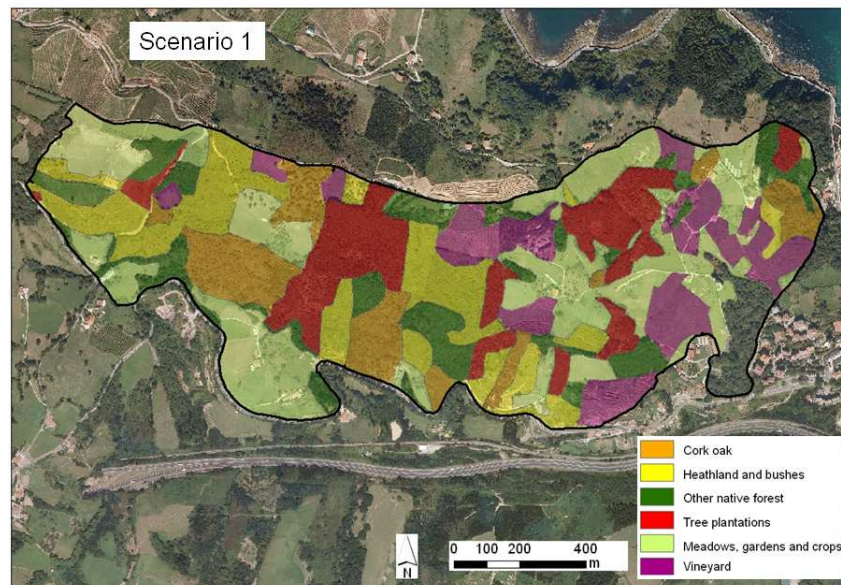 Scenario 1
Cork oak
Heathland and bushes
Other native forest
Tree plantations
Meadows, gardens and crops
Vineyard
N
0 100 200 400
m